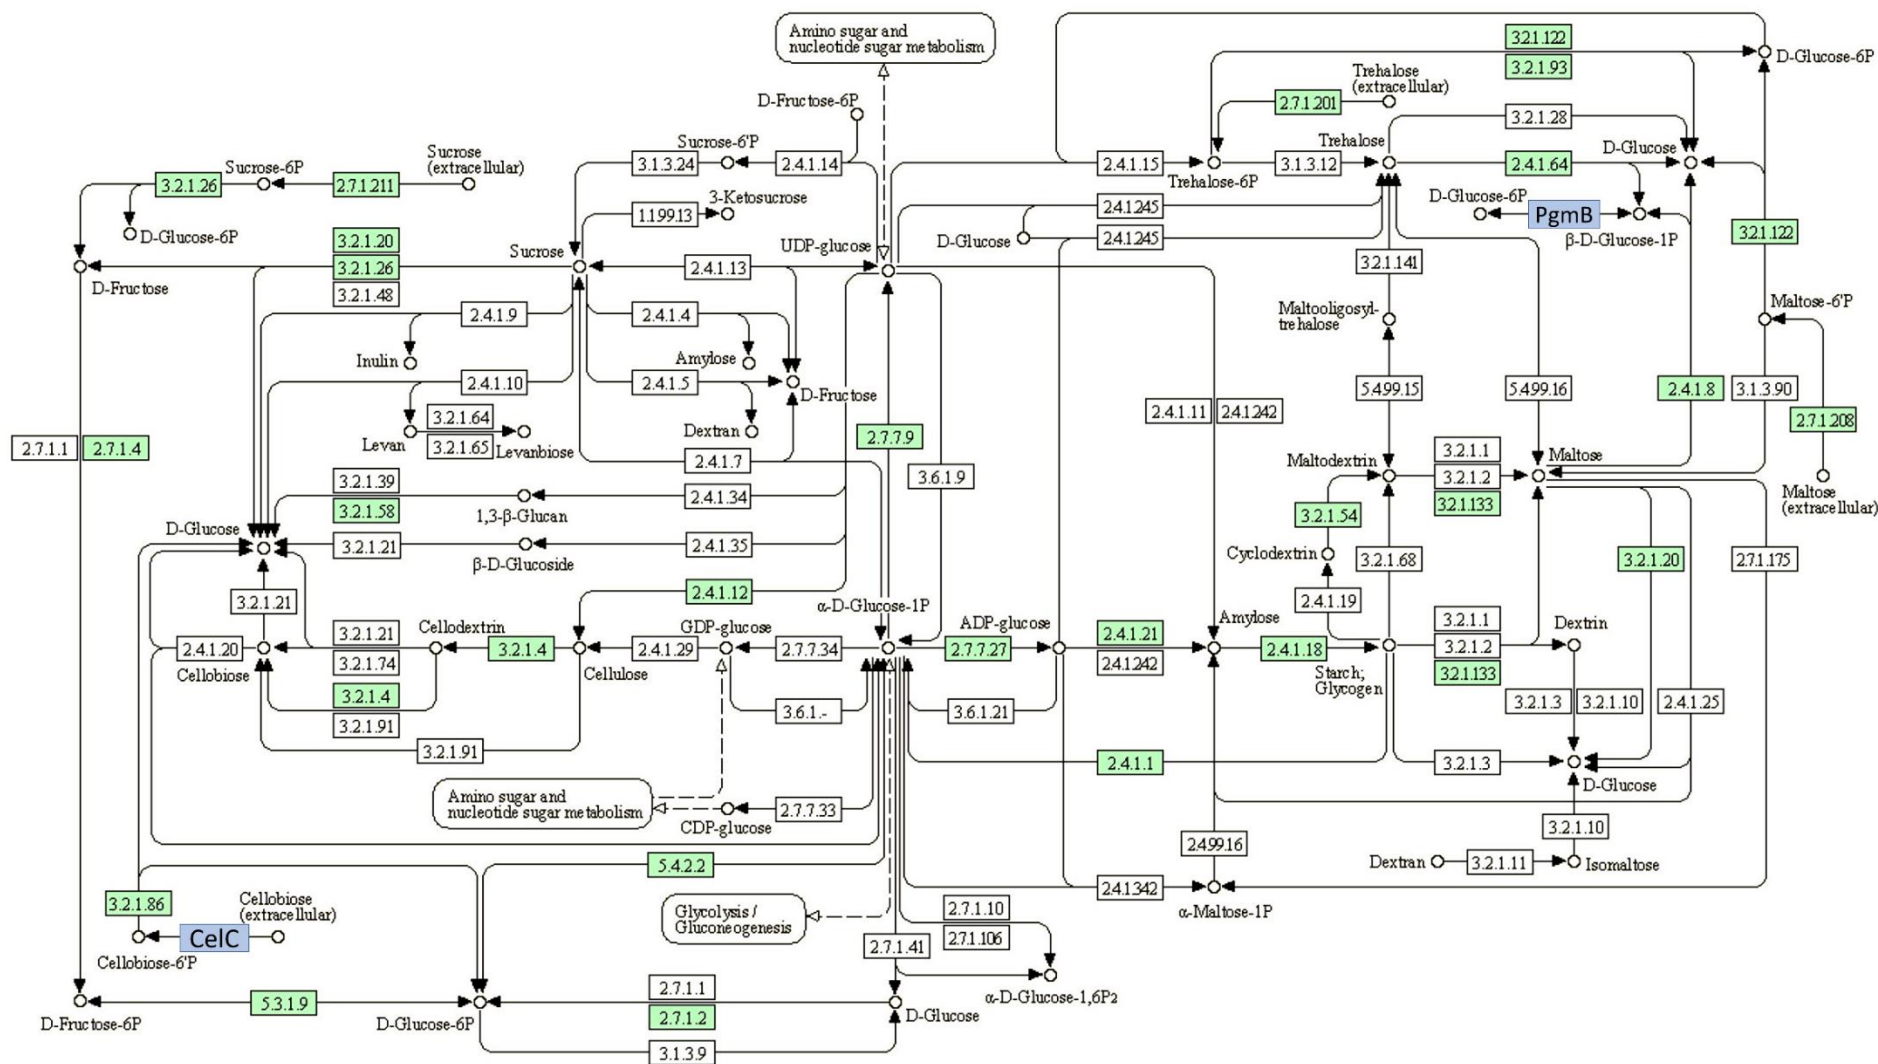 Amino sugar and
nucleotide sugar metabolism
3.2.1.122
3.2.1.93
D-Glucose-6P
D-Fructose-6P
Trehalose
(extracellular)
2.7.1.201
Sucrose-6'P
3.1.3.24
2.4.1.14
3.2.1.28
Trehalose
D-Glucose
2.4.1.15
Trehalose-6P
3.1.3.12
2.4.1.64
Sucrose-6P
Sucrose
(extracellular)
3.2.1.26
2.7.1.211
D-Glucose-6P
3-Ketosucrose
1.1.99.13
2.4.1.245
D-Glucose-6P
PgmB
β-D-Glucose-1P
D-Glucose
2.4.1.245
3.2.1.122
3.2.1.20
3.2.1.26
3.2.1.48
D-Fructose
Sucrose
2.4.1.13
UDP-glucose
3.2.1.141
2.4.1.9
2.4.1.4
Maltooligosyl-
trehalose
Maltose-6'P
Inulin
Amylose
2.4.1.10
2.4.1.5
D-Fructose
5.4.99.15
5.4.99.16
2.4.1.8
3.1.3.90
2.4.1.11
2.4.1.242
2.7.1.208
3.2.1.64
3.2.1.65
Levan
Levanbiose
Dextran
2.7.7.9
2.7.1.1
2.7.1.4
2.4.1.7
3.6.1.9
Maltodextrin
3.2.1.1
3.2.1.2
3.2.1.133
Maltose
Maltose
(extracellular)
3.2.1.39
3.2.1.58
1,3-β-Glucan
2.4.1.34
3.2.1.54
D-Glucose
3.2.1.21
β-D-Glucoside
2.4.1.35
Cyclodextrin
3.2.1.68
3.2.1.20
2.7.1.175
2.4.1.12
3.2.1.21
α-D-Glucose-1P
2.4.1.19
2.4.1.20
Cellobiose
3.2.1.21
3.2.1.74
3.2.1.4
3.2.1.91
Cellodextrin
3.2.1.4
Cellulose
2.4.1.29
GDP-glucose
2.7.7.34
2.7.7.27
ADP-glucose
2.4.1.21
2.4.1.242
Amylose
2.4.1.18
Starch;
Glycogen
3.2.1.1
3.2.1.2
3.2.1.133
Dextrin
3.2.1.3
3.2.1.10
2.4.1.25
3.6.1.-
3.6.1.21
3.2.1.91
2.4.1.1
3.2.1.3
D-Glucose
Amino sugar and
nucleotide sugar metabolism
CDP-glucose
2.7.7.33
3.2.1.10
2.4.99.16
Dextran
3.2.1.11
Isomaltose
5.4.2.2
2.4.1.342
α-Maltose-1P
3.2.1.86
Cellobiose
(extracellular)
CelC
Cellobiose-6'P
Glycolysis /
Gluconeogenesis
2.7.1.10
2.7.1.106
2.7.1.41
α-D-Glucose-1,6P2
5.3.1.9
D-Fructose-6P
D-Glucose-6P
2.7.1.1
2.7.1.2
3.1.3.9
D-Glucose